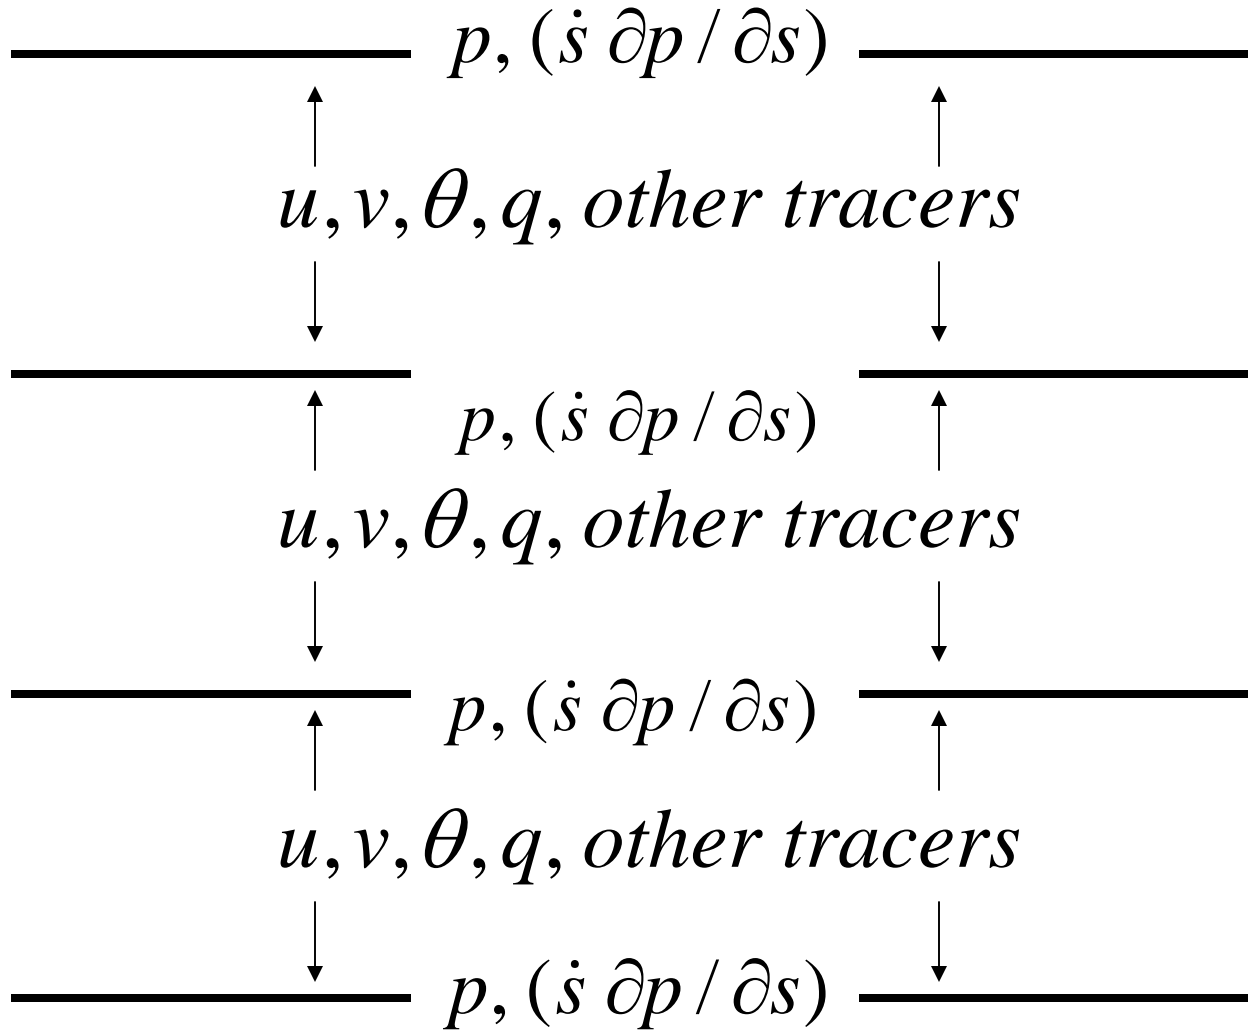 p, (ṡ ∂p / ∂s)
u, v, θ, q, other tracers
p, (ṡ ∂p / ∂s)
u, v, θ, q, other tracers
p, (ṡ ∂p / ∂s)
u, v, θ, q, other tracers
p, (ṡ ∂p / ∂s)